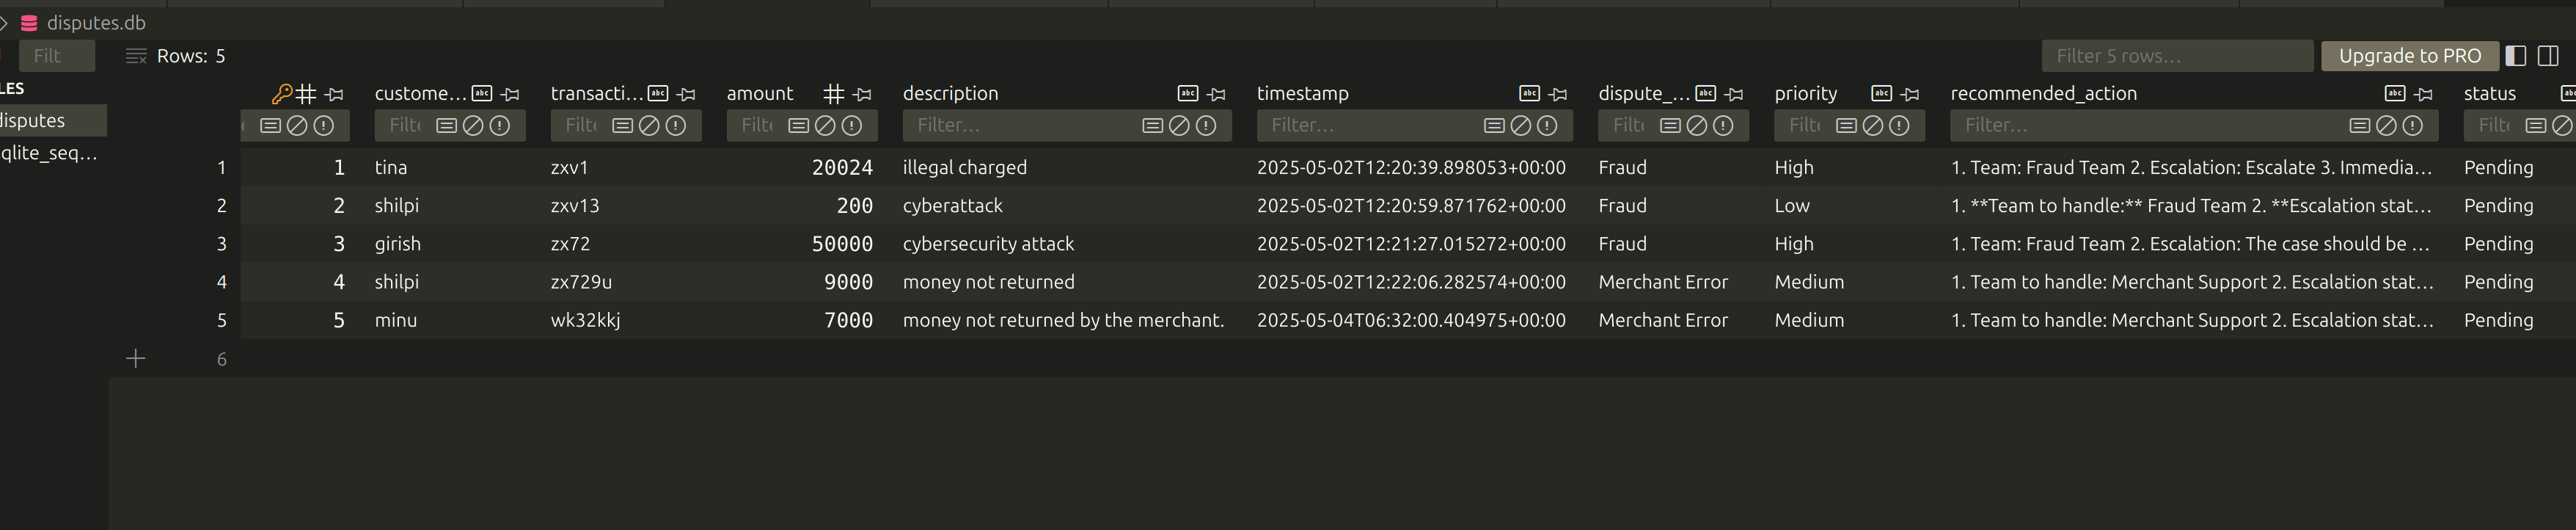 disputes.db
Filt Rows: 5 Filter 5 rows... Upgrade to PRO
LES custome... transacti... amount description timestamp dispute_... priority recommended_action status
disputes Filt Filt Filt Filter... Filter... Filt Filt Filter... Filt
qlite_seq...
1 1 tina zxv1 20024 illegal charged 2025-05-02T12:20:39.898053+00:00 Fraud High 1. Team: Fraud Team 2. Escalation: Escalate 3. Immedia... Pending
2 2 shilpi zxv13 200 cyberattack 2025-05-02T12:20:59.871762+00:00 Fraud Low 1. **Team to handle:** Fraud Team 2. **Escalation stat... Pending
3 3 girish zx72 50000 cybersecurity attack 2025-05-02T12:21:27.015272+00:00 Fraud High 1. Team: Fraud Team 2. Escalation: The case should be ... Pending
4 4 shilpi zx729u 9000 money not returned 2025-05-02T12:22:06.282574+00:00 Merchant Error Medium 1. Team to handle: Merchant Support 2. Escalation stat... Pending
5 5 minu wk32kkj 7000 money not returned by the merchant. 2025-05-04T06:32:00.404975+00:00 Merchant Error Medium 1. Team to handle: Merchant Support 2. Escalation stat... Pending
6